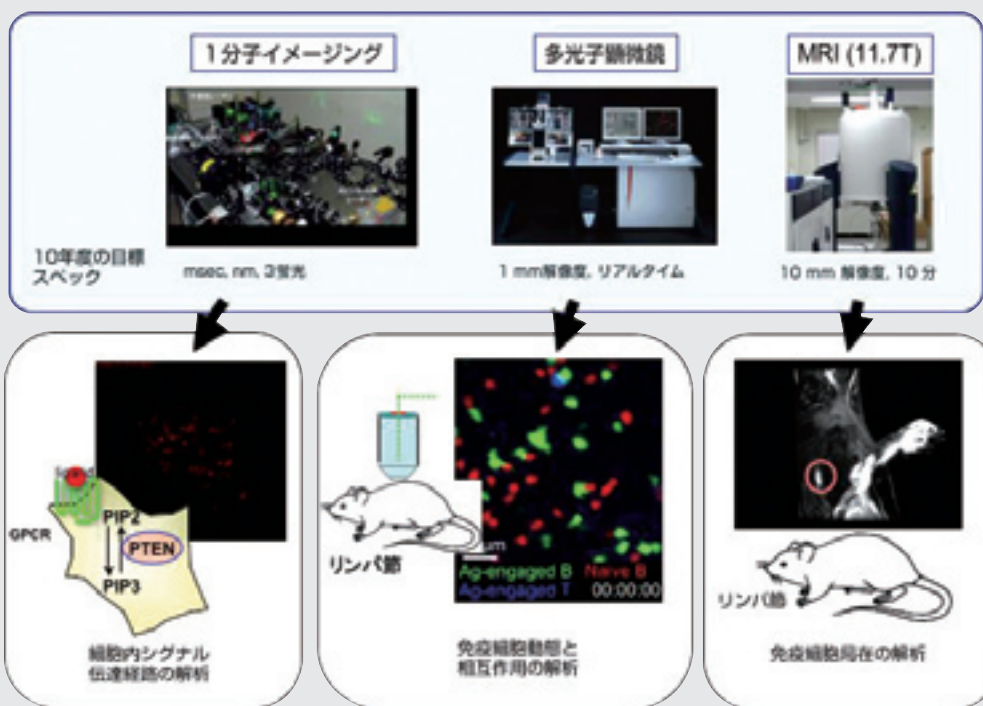 1分子イメージング
多光子顕微鏡
MRI (11.7T)
10年度の目標
スペック
msec, nm, 3蛍光
1 mm解像度, リアルタイム
10 mm 解像度, 10 分
GPCR
PIP2
PTEN
PIP3
細胞内シグナル
伝達経路の解析
リンパ節
Ag-engaged B
Naive B
Ag-engaged T
00:00:00
免疫細胞動態と
相互作用の解析
リンパ節
免疫細胞局在の解析